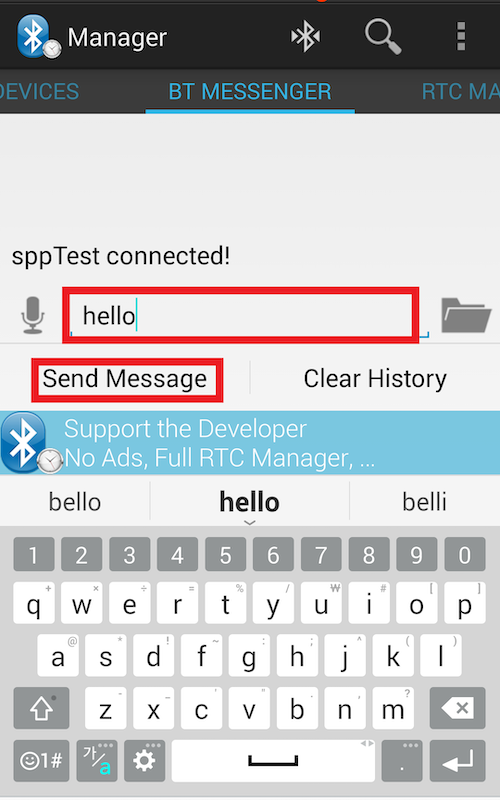 Manager
DEVICES BT MESSENGER RTC MA
sppTest connected!
hello
Send Message Clear History
Support the Developer
No Ads, Full RTC Manager, ...
bello hello belli
1 2 3 4 5 6 7 8 9 0
+ × ÷ = % / ₩ # [ ]
q w e r t y u i o p
@ * ! ~ : ; ^ ( )
a s d f g h j k l
- _ " ' , ?
z x c v b n m
☺1# 가/a .